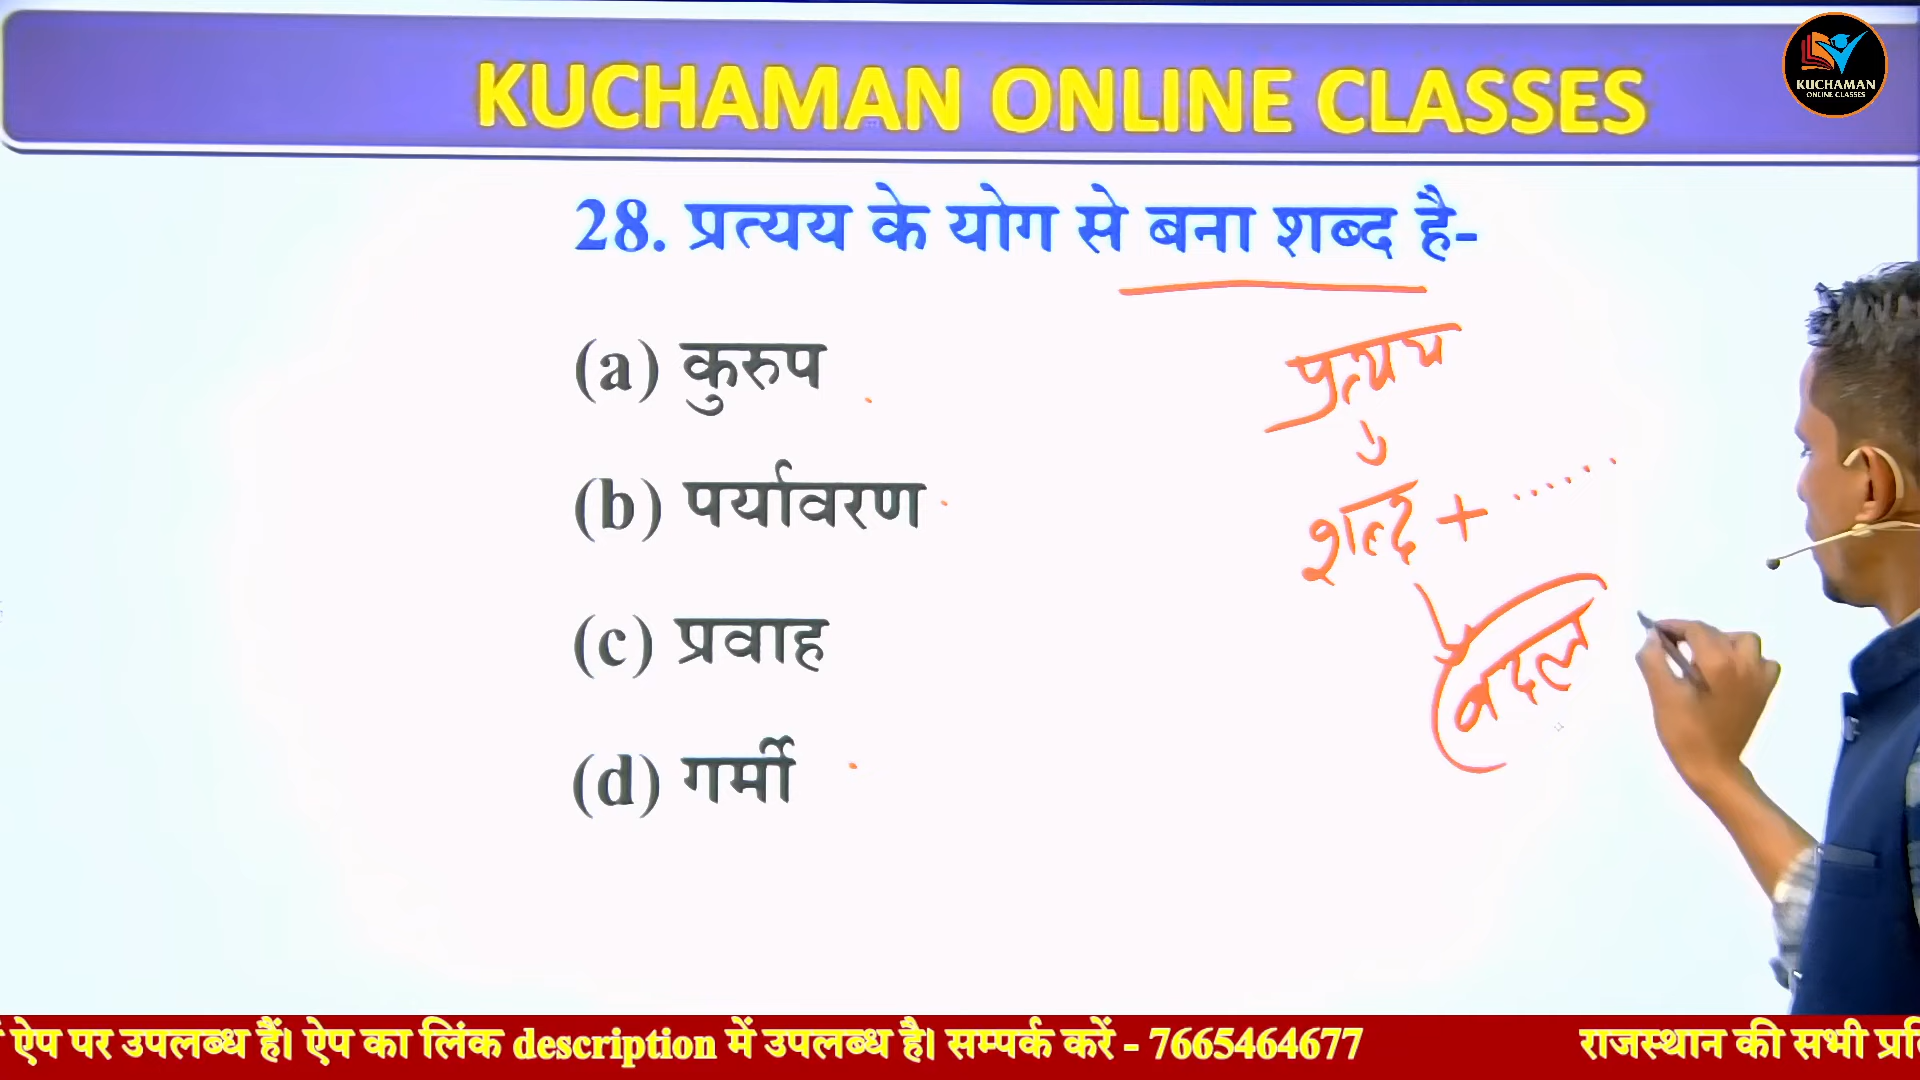 KUCHAMAN ONLINE CLASSES
KUCHAMAN
ONLINE CLASSES
28. प्रत्यय के योग से बना शब्द है-
(a) कुरुप
(b) पर्यावरण
(c) प्रवाह
(d) गर्मी
प्रत्यय
शब्द + ......
बदल
ऐप पर उपलब्ध हैं। ऐप का लिंक description में उपलब्ध है। सम्पर्क करें - 7665464677 राजस्थान की सभी